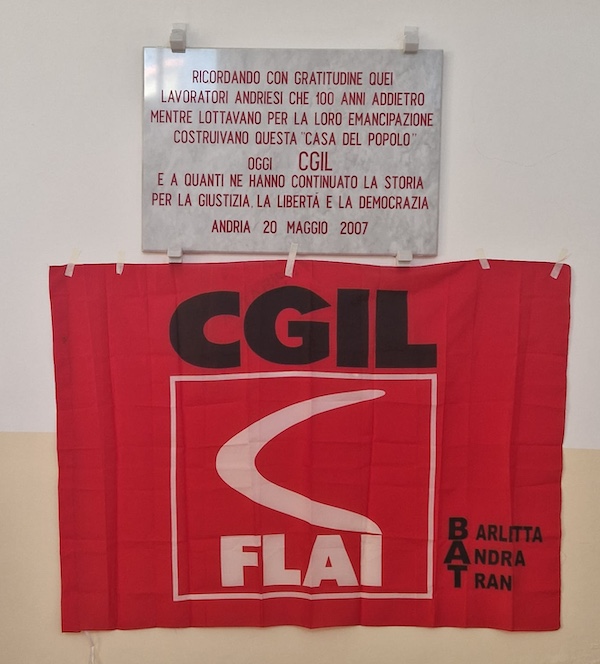 RICORDANDO CON GRATITUDINE QUEI
LAVORATORI ANDRIESI CHE 100 ANNI ADDIETRO
MENTRE LOTTAVANO PER LA LORO EMANCIPAZIONE
COSTRUIVANO QUESTA "CASA DEL POPOLO"
OGGI CGIL
E A QUANTI NE HANNO CONTINUATO LA STORIA
PER LA GIUSTIZIA, LA LIBERTÀ E LA DEMOCRAZIA
ANDRIA 20 MAGGIO 2007
CGIL
FLAI
BARLITTA
ANDRA
TRAN